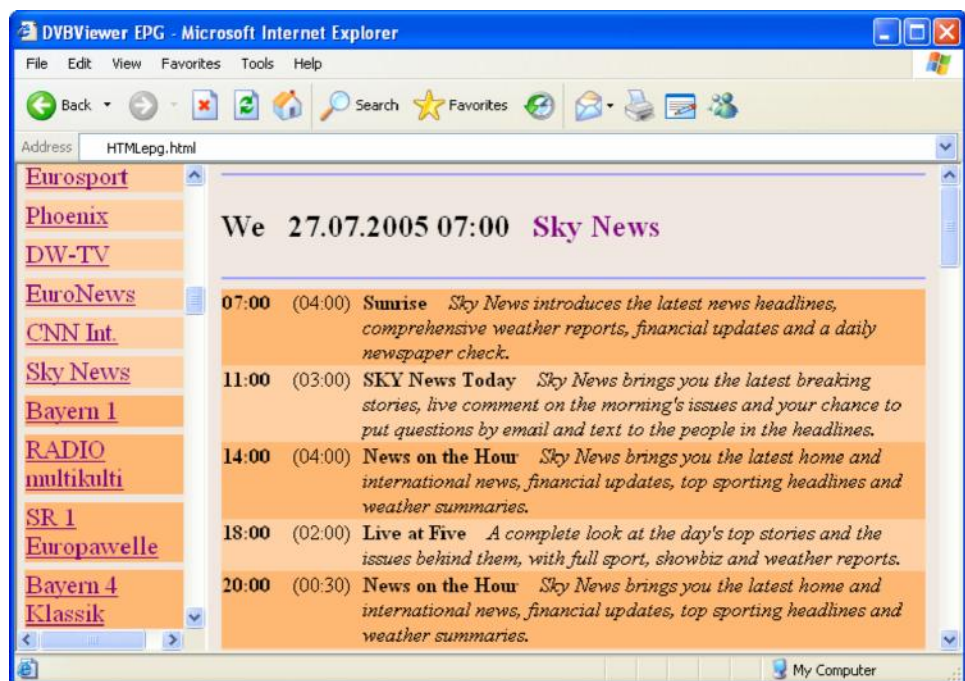 DVBViewer EPG - Microsoft Internet Explorer
File Edit View Favorites Tools Help
Back Search Favorites
Address HTMLepg.html
Eurosport
Phoenix
DW-TV
EuroNews
CNN Int.
Sky News
Bayern 1
RADIO
multikulti
SR 1
Europawelle
Bayern 4
Klassik
We 27.07.2005 07:00 Sky News
07:00 (04:00) Sunrise Sky News introduces the latest news headlines,
comprehensive weather reports, financial updates and a daily
newspaper check.
11:00 (03:00) SKY News Today Sky News brings you the latest breaking
stories, live comment on the morning's issues and your chance to
put questions by email and text to the people in the headlines.
14:00 (04:00) News on the Hour Sky News brings you the latest home and
international news, financial updates, top sporting headlines and
weather summaries.
18:00 (02:00) Live at Five A complete look at the day's top stories and the
issues behind them, with full sport, showbiz and weather reports.
20:00 (00:30) News on the Hour Sky News brings you the latest home and
international news, financial updates, top sporting headlines and
weather summaries.
My Computer